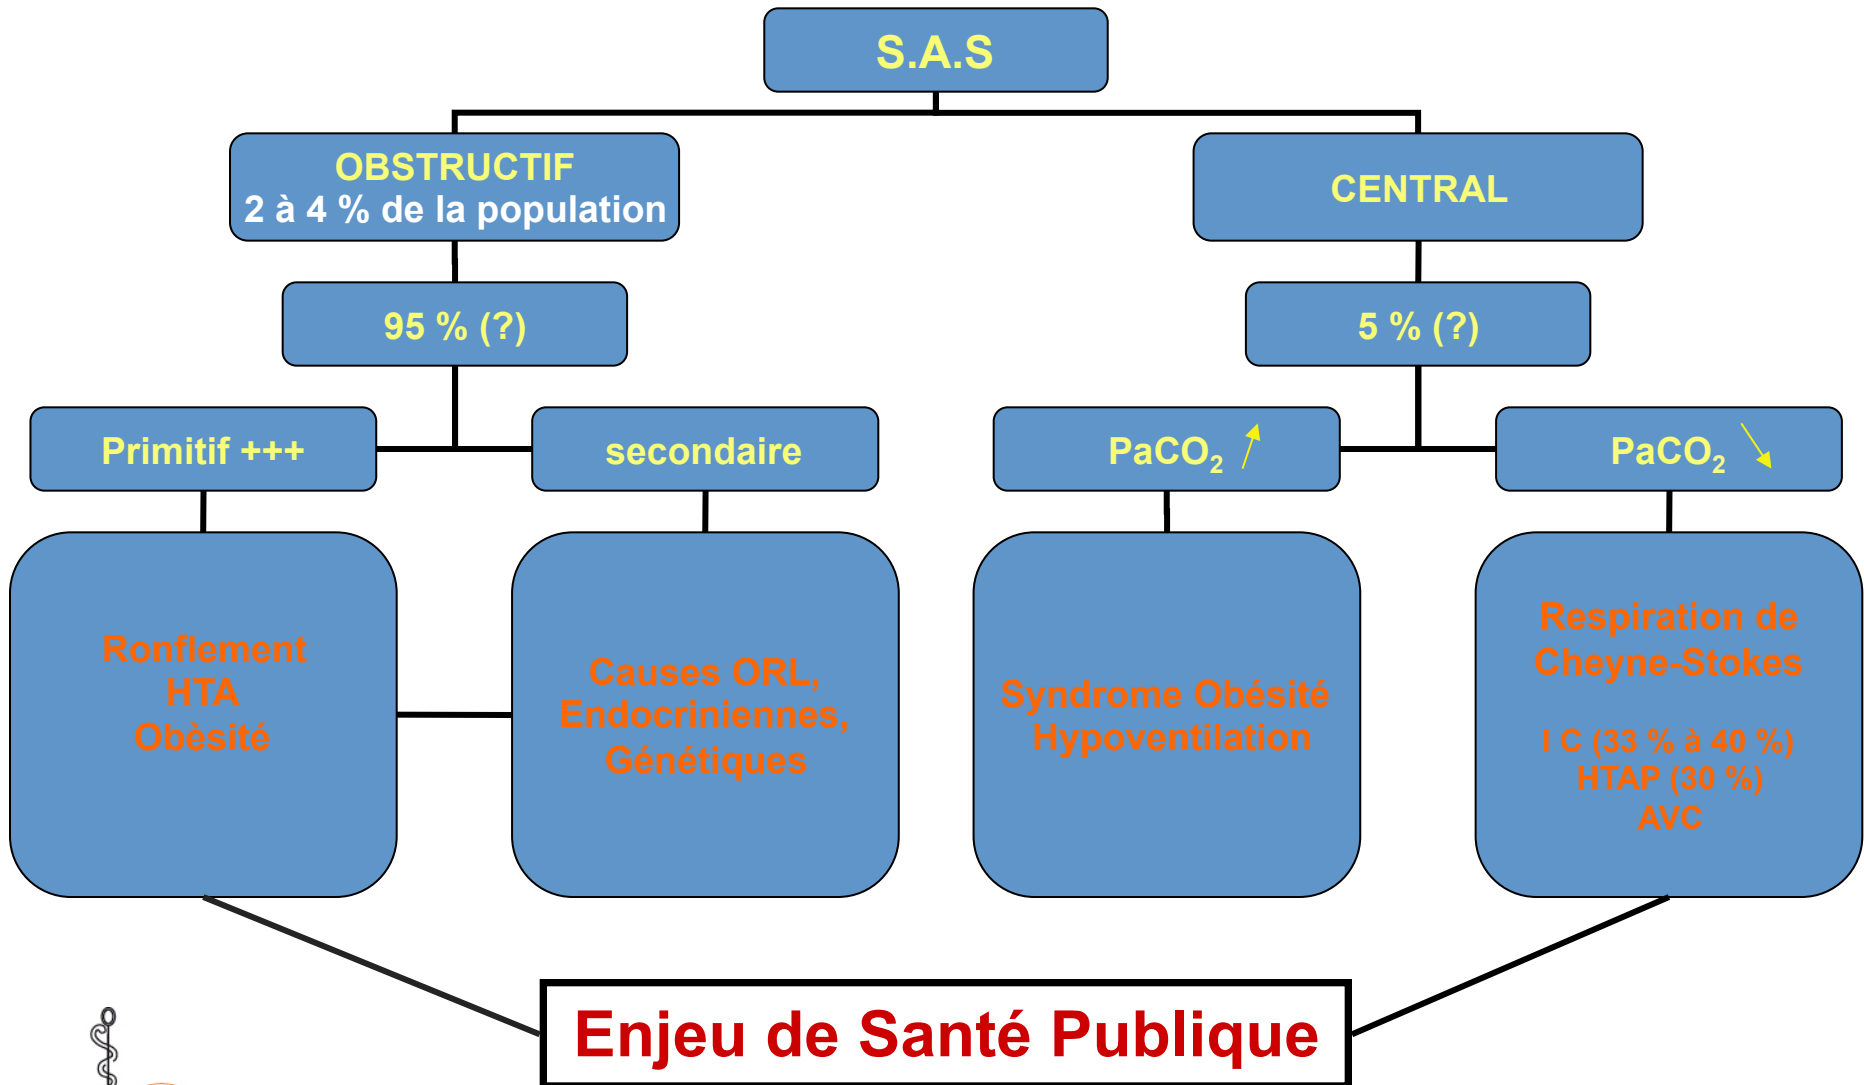 S.A.S
OBSTRUCTIF
2 à 4 % de la population
CENTRAL
95 % (?)
5 % (?)
Primitif +++
secondaire
PaCO₂
PaCO₂
Ronflement
HTA
Obèsité
Causes ORL,
Endocriniennes,
Génétiques
Syndrome Obésité
Hypoventilation
Respiration de
Cheyne-Stokes
I C (33 % à 40 %)
HTAP (30 %)
AVC
Enjeu de Santé Publique